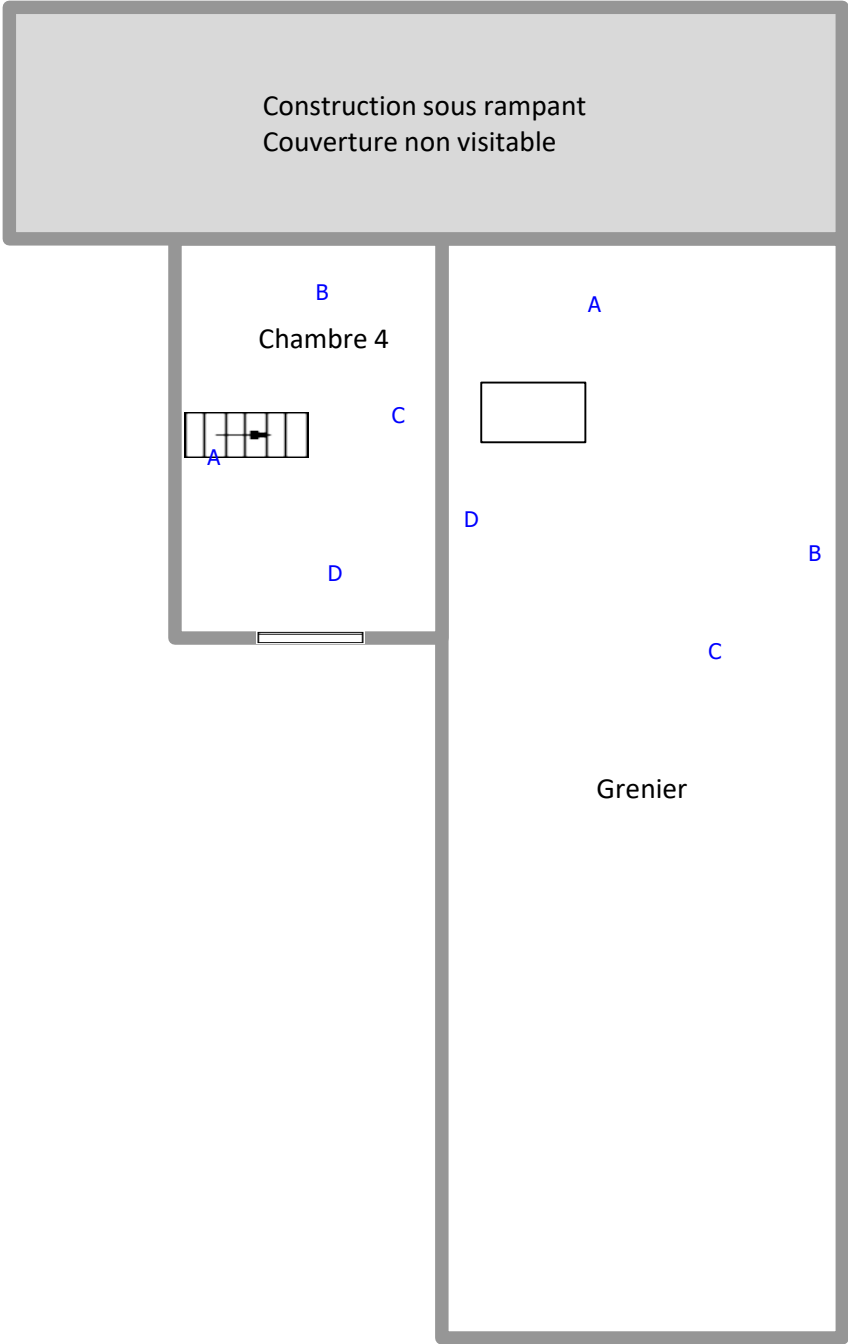 Construction sous rampant
Couverture non visitable
B
Chambre 4
C
A
D
A
D
B
C
Grenier